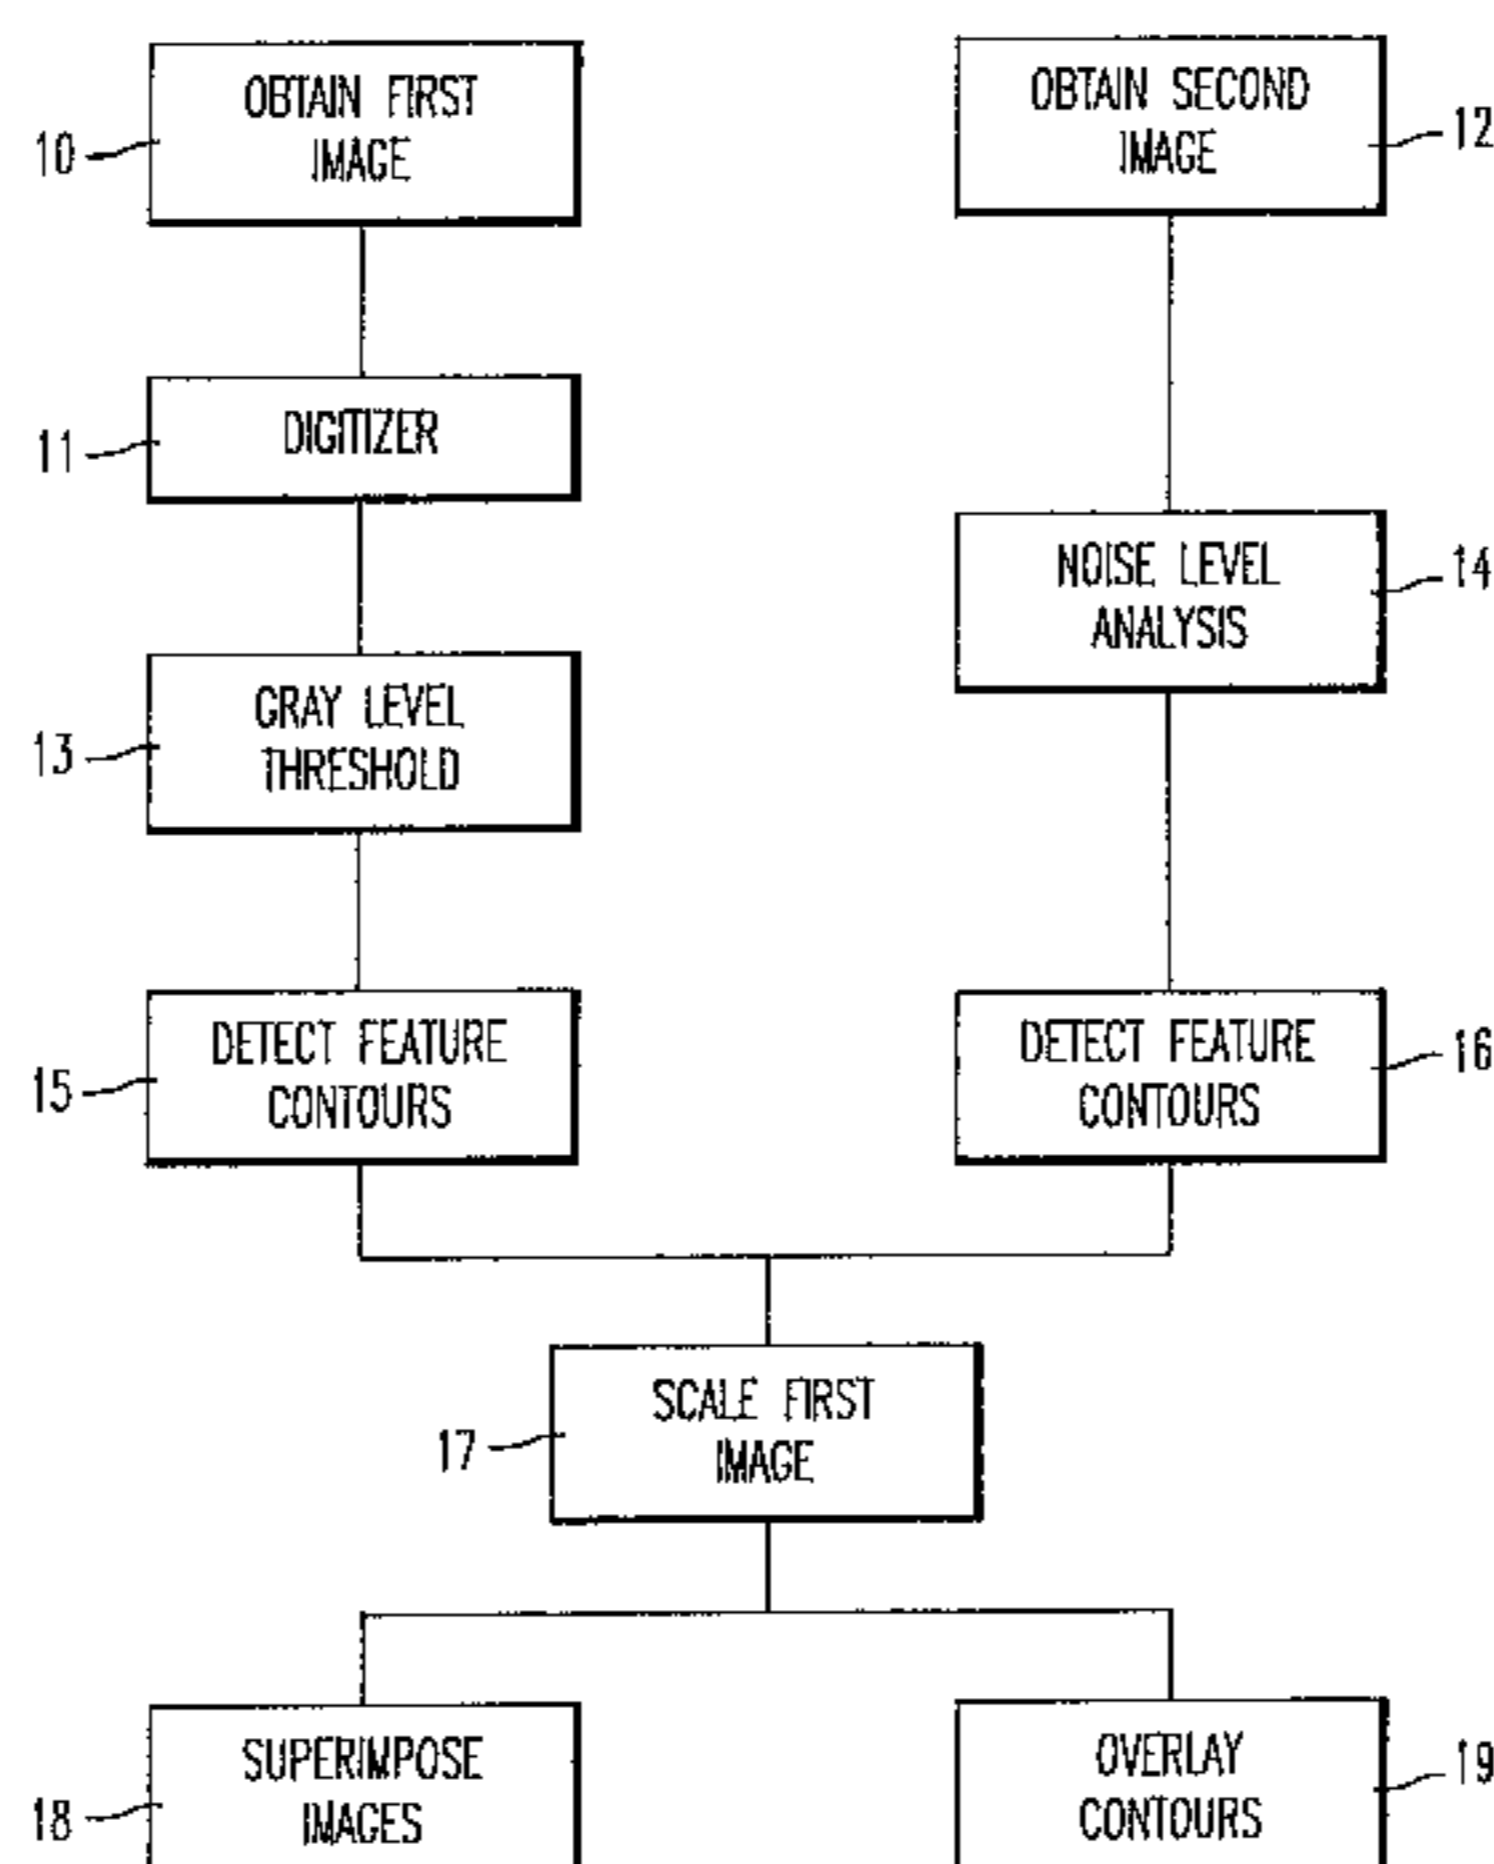 OBTAIN FIRST
IMAGE
10
OBTAIN SECOND
IMAGE
12
DIGITIZER
11
NOISE LEVEL
ANALYSIS
14
GRAY LEVEL
THRESHOLD
13
DETECT FEATURE
CONTOURS
15
DETECT FEATURE
CONTOURS
16
SCALE FIRST
IMAGE
17
SUPERIMPOSE
IMAGES
18
OVERLAY
CONTOURS
19